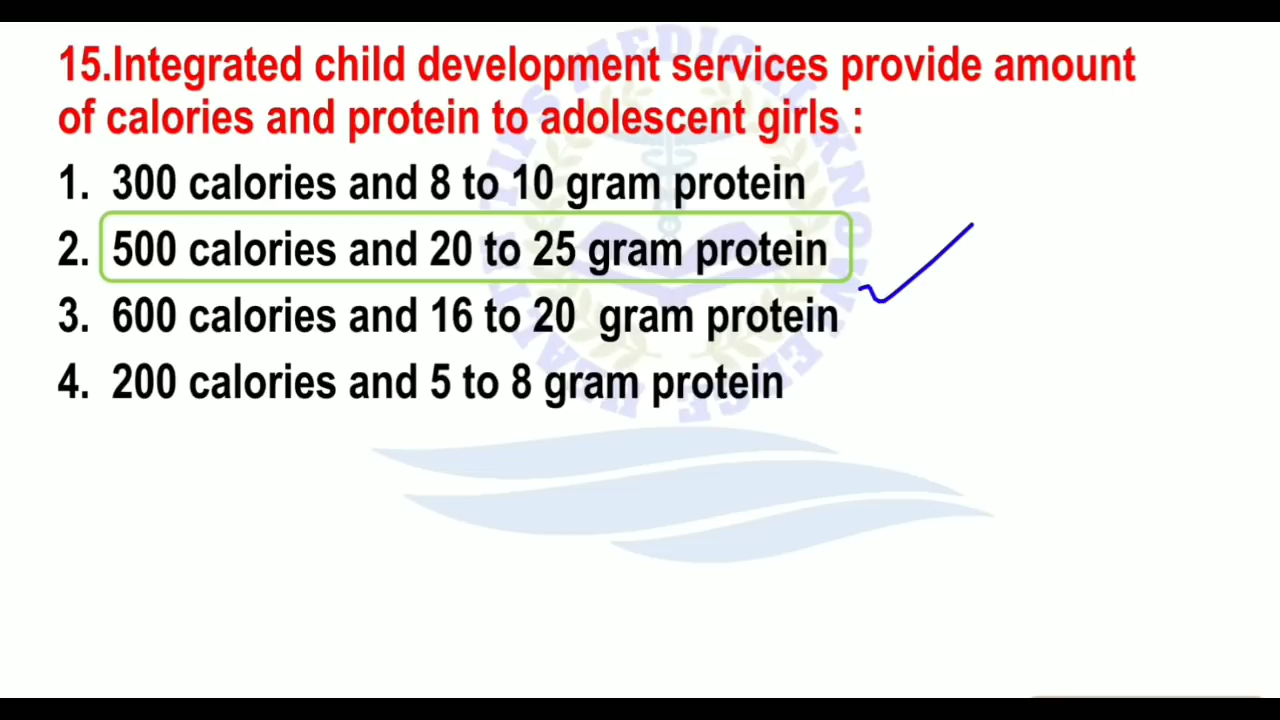 15.Integrated child development services provide amount
of calories and protein to adolescent girls :
1. 300 calories and 8 to 10 gram protein
2. 500 calories and 20 to 25 gram protein
3. 600 calories and 16 to 20 gram protein
4. 200 calories and 5 to 8 gram protein